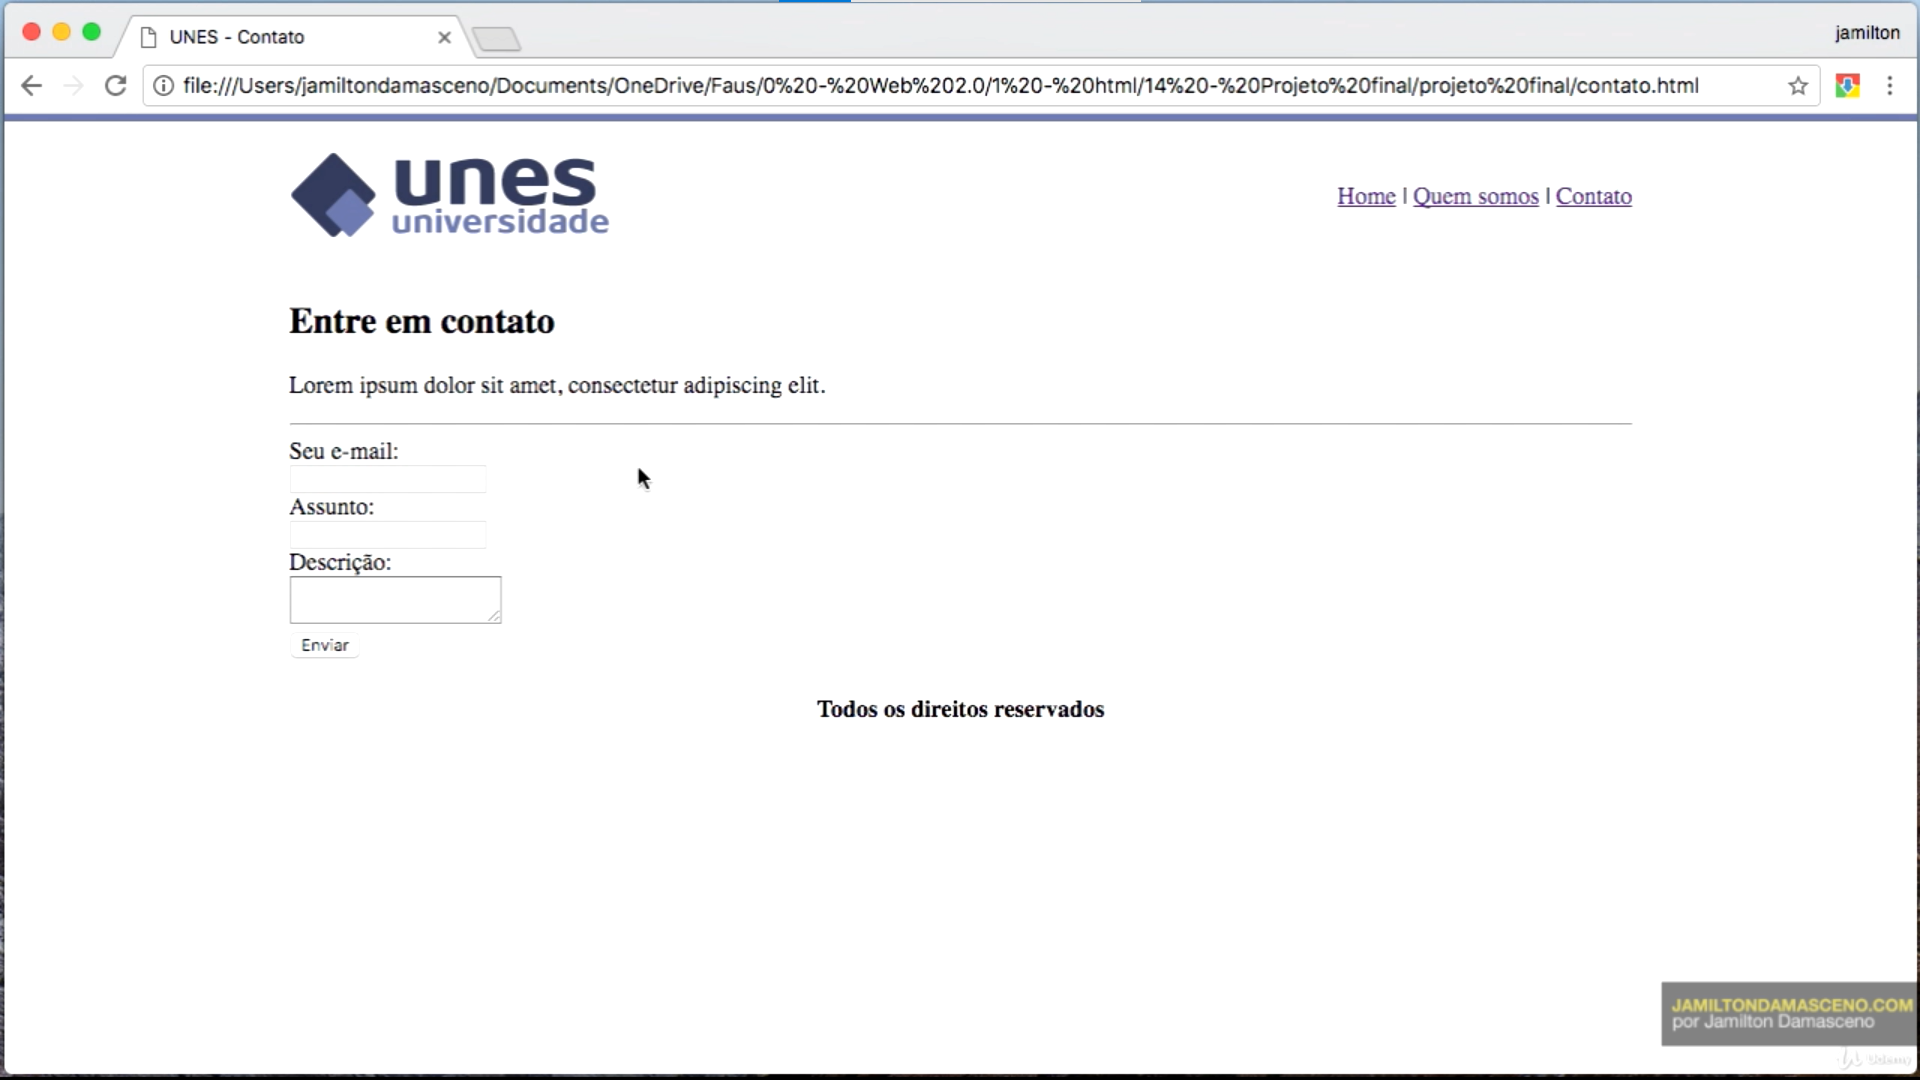 UNES - Contato
jamilton
file:///Users/jamiltondamasceno/Documents/OneDrive/Faus/0%20-%20Web%202.0/1%20-%20html/14%20-%20Projeto%20final/projeto%20final/contato.html
unes
universidade
Home | Quem somos | Contato
Entre em contato
Lorem ipsum dolor sit amet, consectetur adipiscing elit.
Seu e-mail:
Assunto:
Descrição:
Enviar
Todos os direitos reservados
JAMILTONDAMASCENO.COM
por Jamilton Damasceno
Udemy